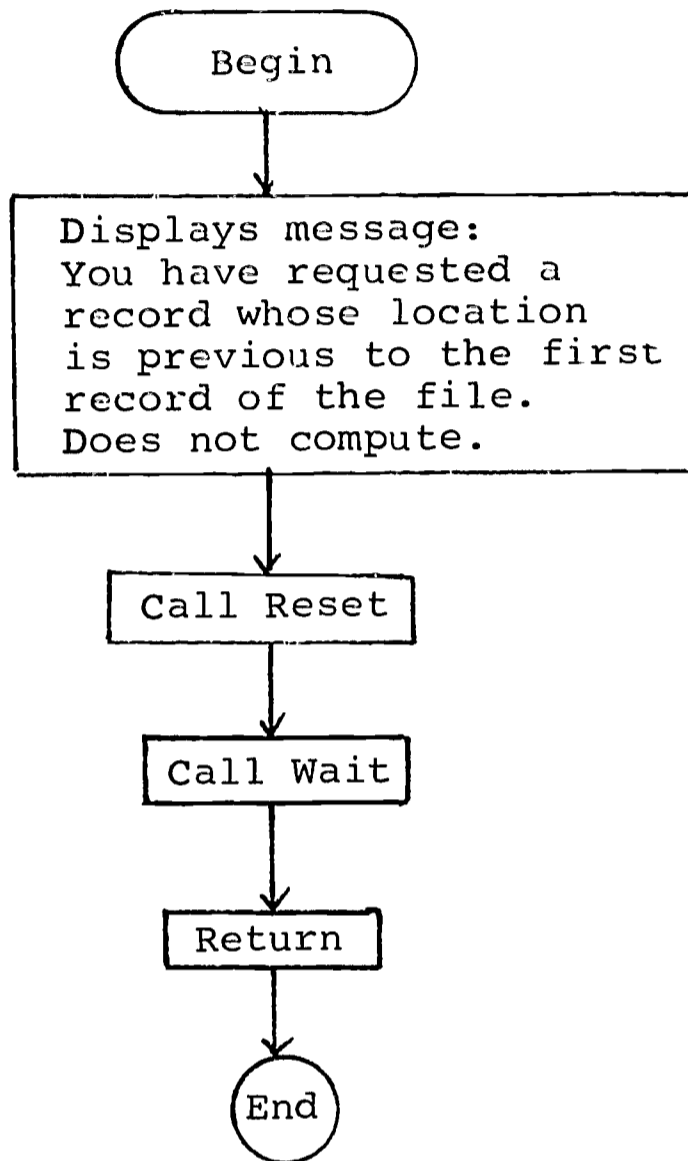 Begin
Displays message:
You have requested a
record whose location
is previous to the first
record of the file.
Does not compute.
Call Reset
Call Wait
Return
End